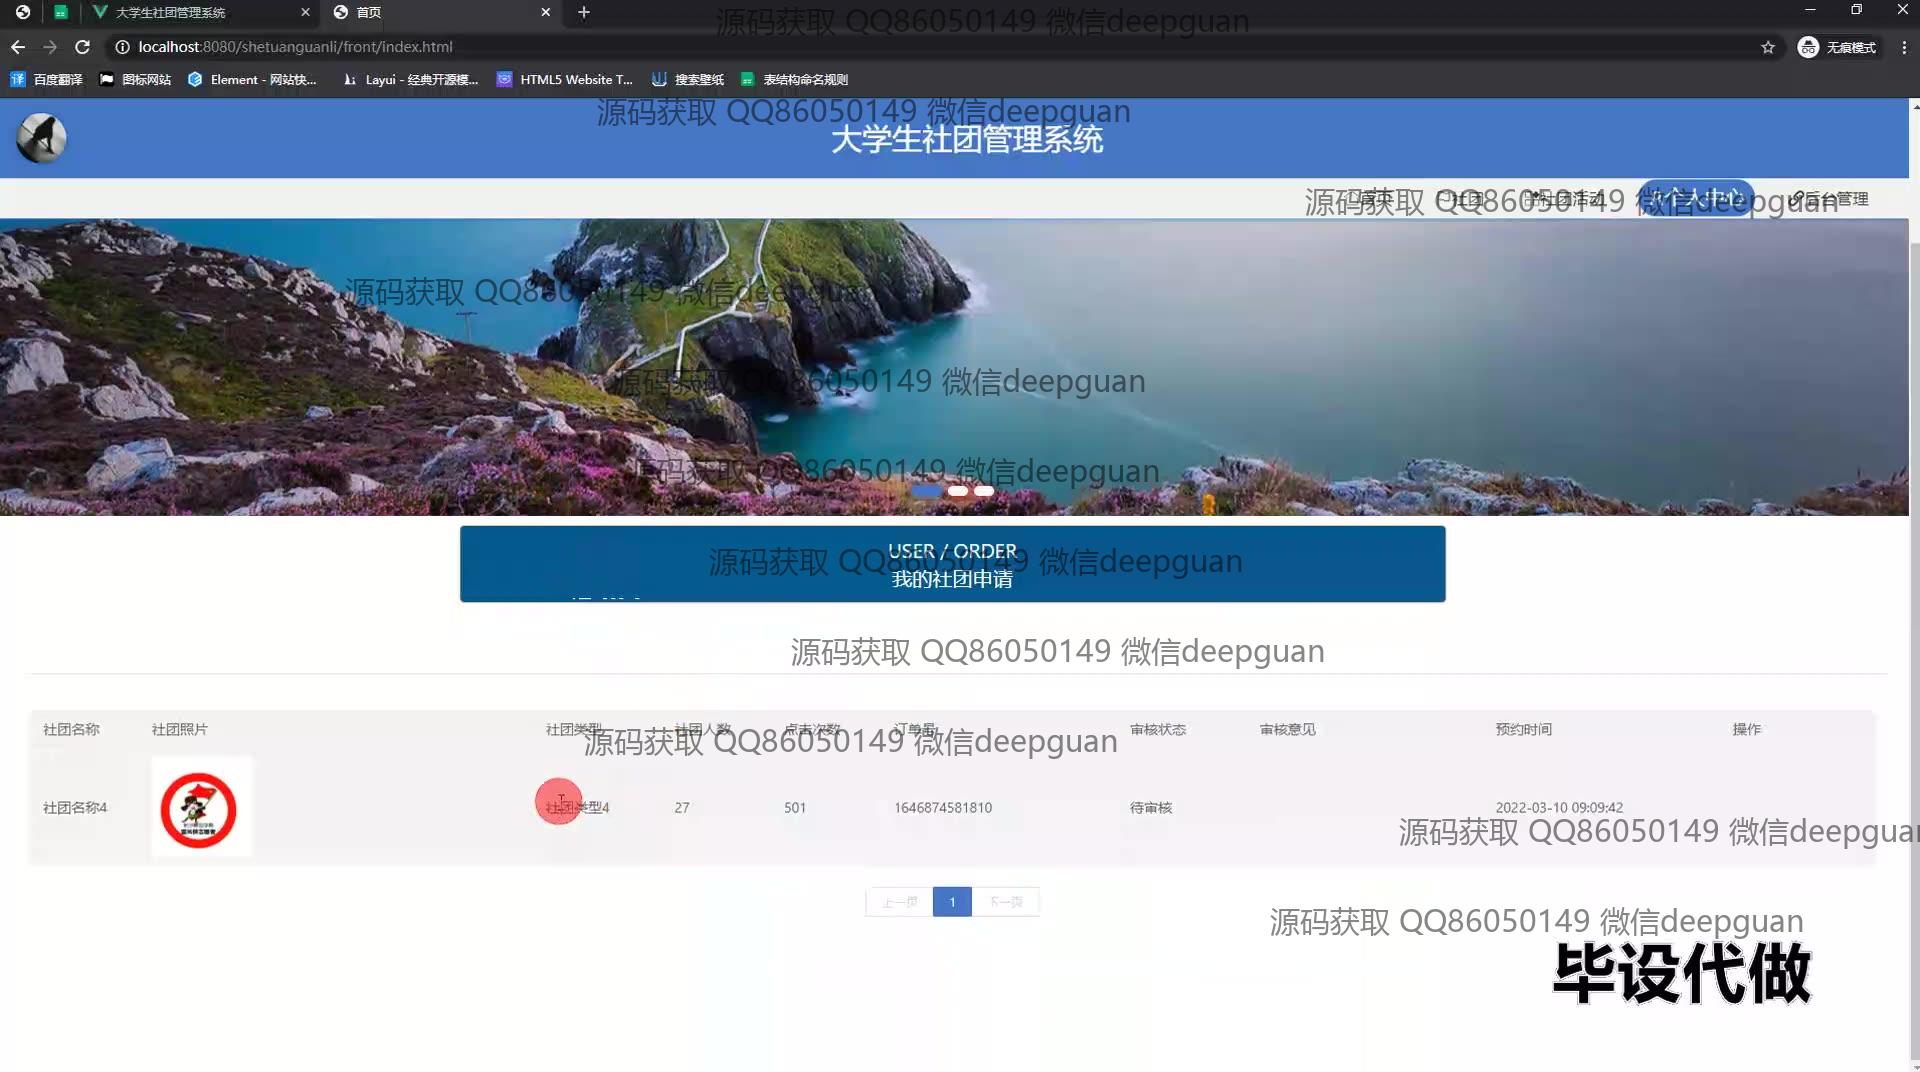 大学生社团管理系统
首页
源码获取 QQ86050149 微信deepguan
localhost:8080/shetuanguanli/front/index.html
无痕模式
百度翻译
图标网站
Element - 网站快...
Layui - 经典开源模...
HTML5 Website T...
搜索壁纸
表结构命名规则
源码获取 QQ86050149 微信deepguan
大学生社团管理系统
首页
社团
社团活动
个人中心
后台管理
源码获取 QQ86050149 微信deepguan
源码获取 QQ86050149 微信deepguan
源码获取 QQ86050149 微信deepguan
源码获取 QQ86050149 微信deepguan
USER / ORDER
源码获取 QQ86050149 微信deepguan
我的社团申请
源码获取 QQ86050149 微信deepguan
社团名称 社团照片 社团类型 社团人数 点击次数 订单号 审核状态 审核意见 预约时间 操作
源码获取 QQ86050149 微信deepguan
社团名称4 社团类型4 27 501 1646874581810 待审核 2022-03-10 09:09:42
源码获取 QQ86050149 微信deepguan
上一页 1 下一页
源码获取 QQ86050149 微信deepguan
毕设代做